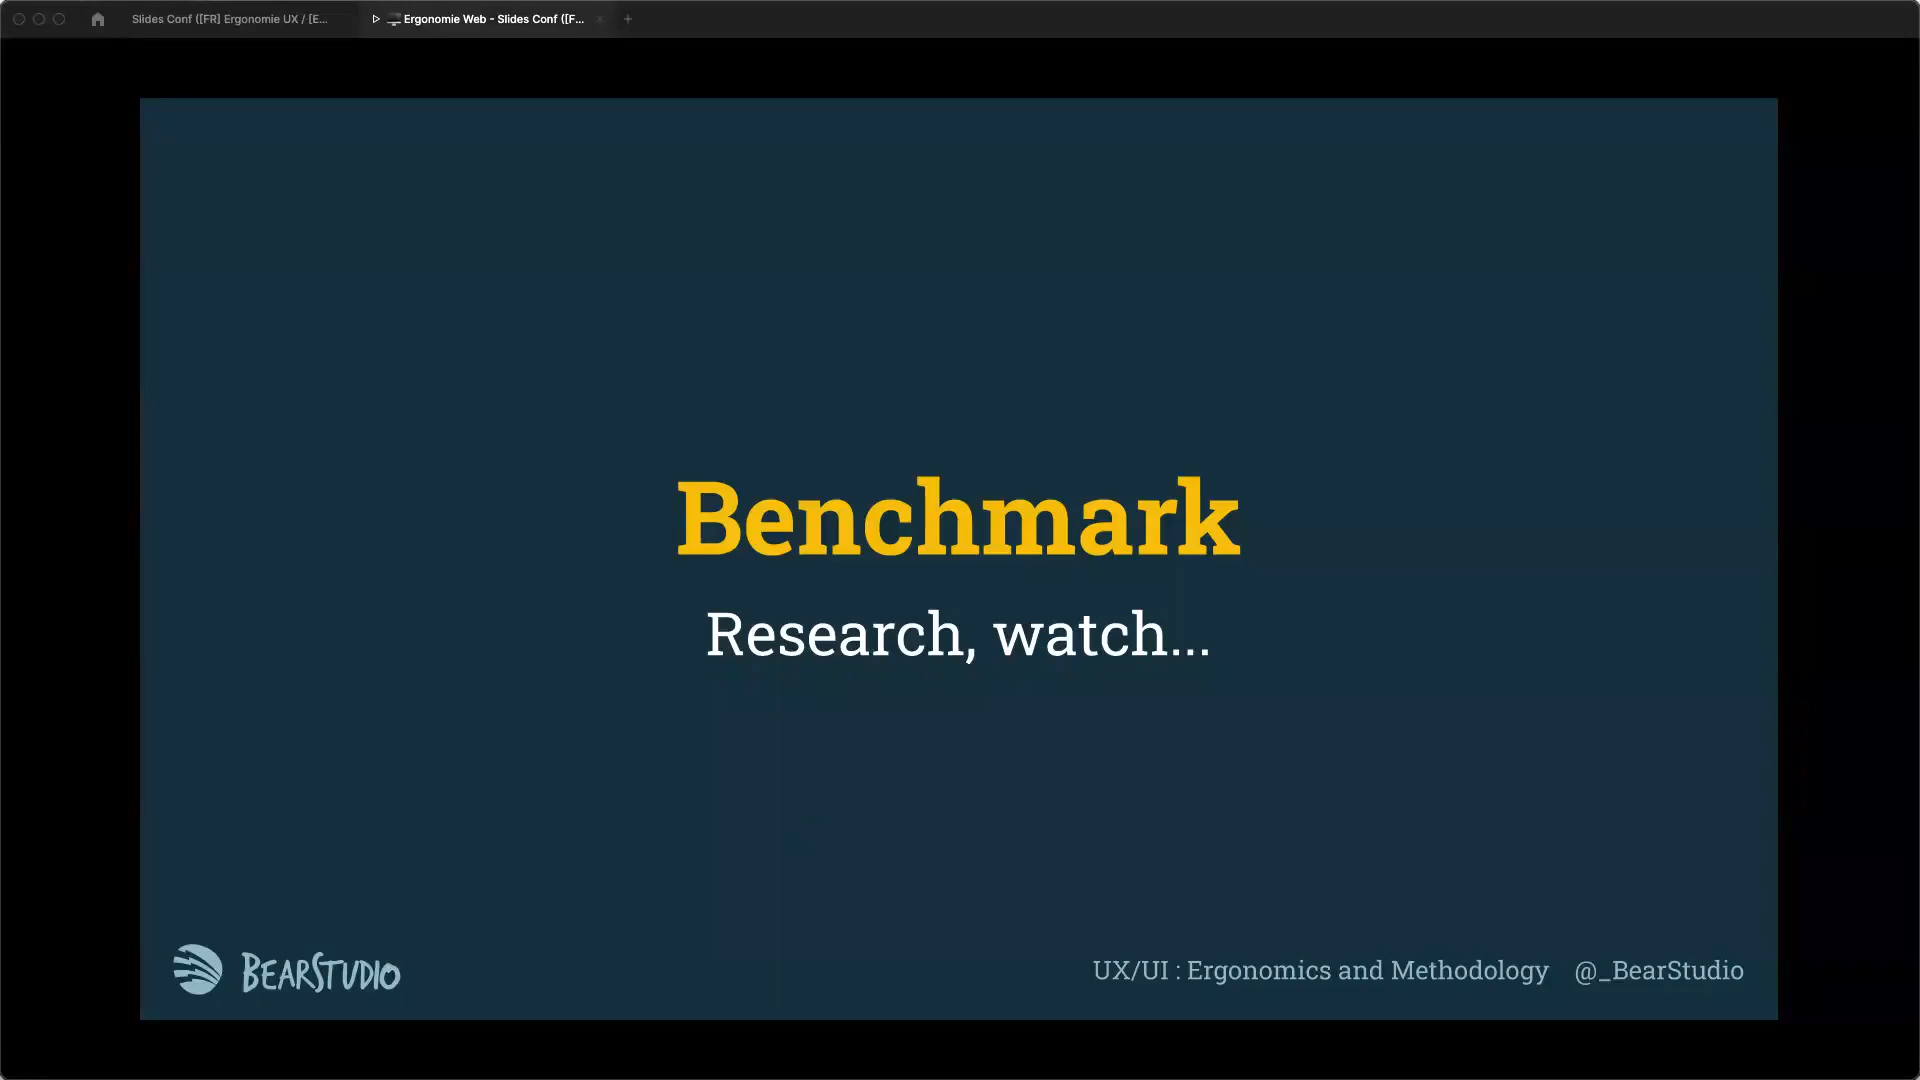 Slides Conf ([FR] Ergonomie UX / [E...
Ergonomie Web - Slides Conf ([F...
Benchmark
Research, watch...
BEARSTUDIO
UX/UI : Ergonomics and Methodology @_BearStudio